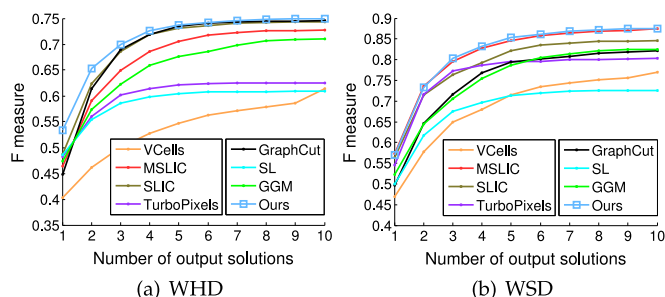 F measure
0.75
0.7
0.65
0.6
0.55
0.5
0.45
0.4
0.35
VCells
MSLIC
SLIC
TurboPixels
GraphCut
SL
GGM
Ours
1 2 3 4 5 6 7 8 9 10
Number of output solutions
(a) WHD
F measure
0.9
0.85
0.8
0.75
0.7
0.65
0.6
0.55
0.5
0.45
0.4
VCells
MSLIC
SLIC
TurboPixels
GraphCut
SL
GGM
Ours
1 2 3 4 5 6 7 8 9 10
Number of output solutions
(b) WSD